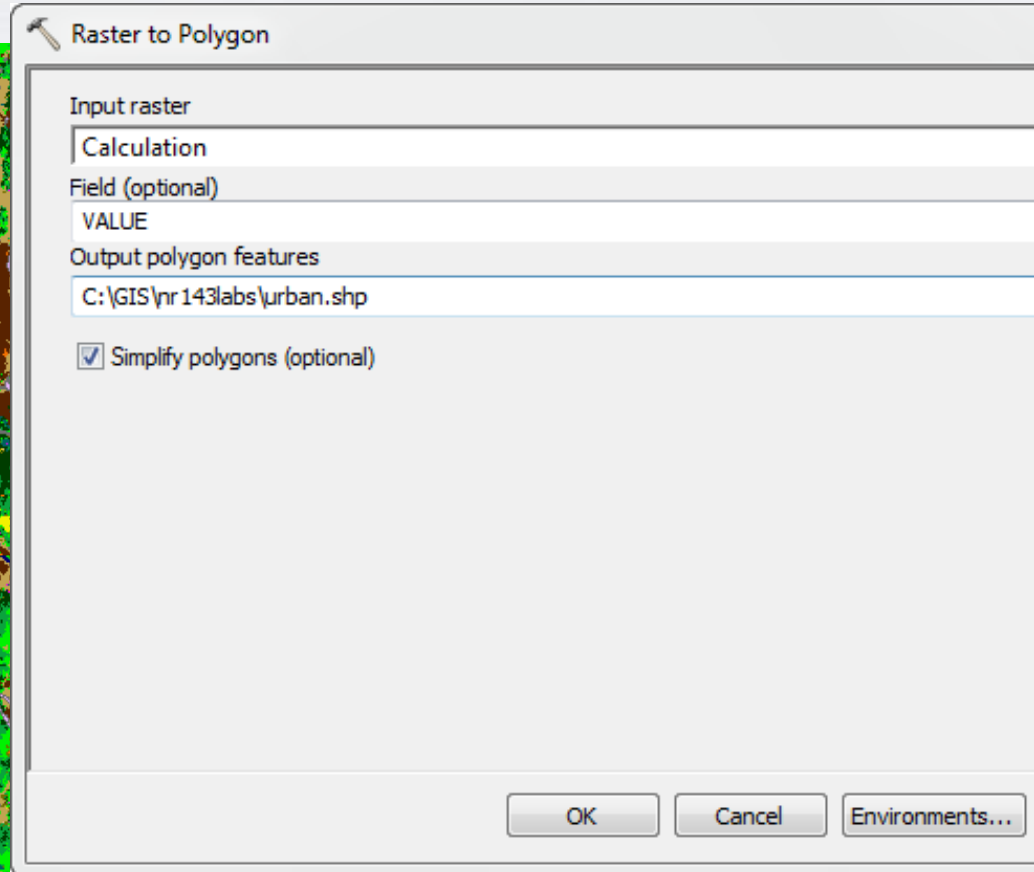 Raster to Polygon
Input raster
Calculation
Field (optional)
VALUE
Output polygon features
C:\GIS\nr143labs\urban.shp
Simplify polygons (optional)
OK Cancel Environments...